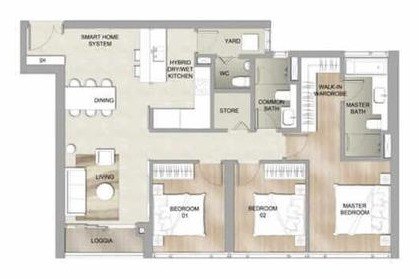 SMART HOME
SYSTEM
YARD
HYBRID
DRY/WET
KITCHEN
WC
WALK-IN
WARDROBE
DINING
STORE
COMMON
BATH
MASTER
BATH
LIVING
BEDROOM
01
BEDROOM
02
MASTER
BEDROOM
LOGGIA